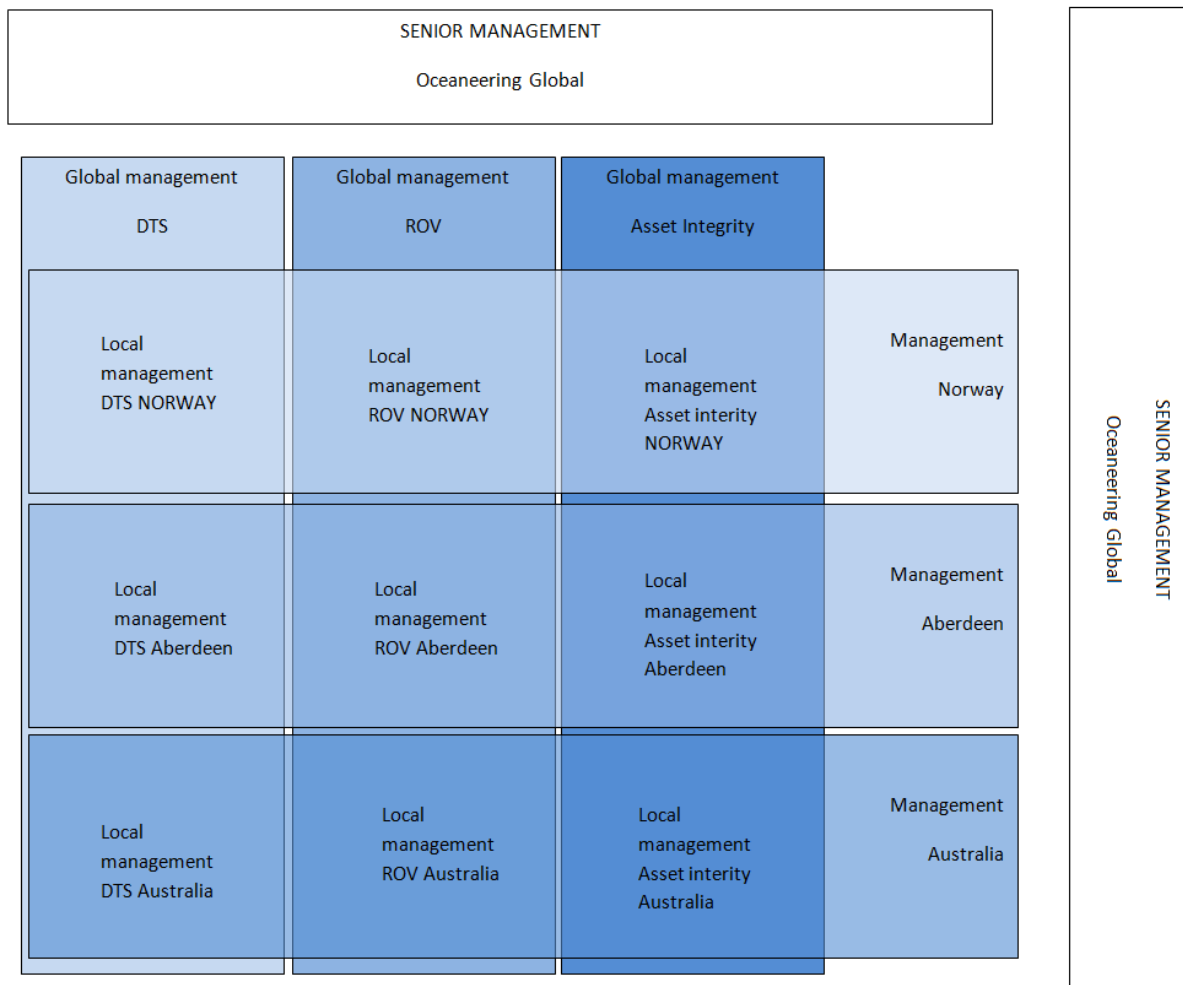 SENIOR MANAGEMENT
Oceaneering Global
Global management
DTS
Global management
ROV
Global management
Asset Integrity
Local
management
DTS NORWAY
Local
management
ROV NORWAY
Local
management
Asset interity
NORWAY
Management
Norway
Local
management
DTS Aberdeen
Local
management
ROV Aberdeen
Local
management
Asset interity
Aberdeen
Management
Aberdeen
Local
management
DTS Australia
Local
management
ROV Australia
Local
management
Asset interity
Australia
Management
Australia
SENIOR MANAGEMENT
Oceaneering Global